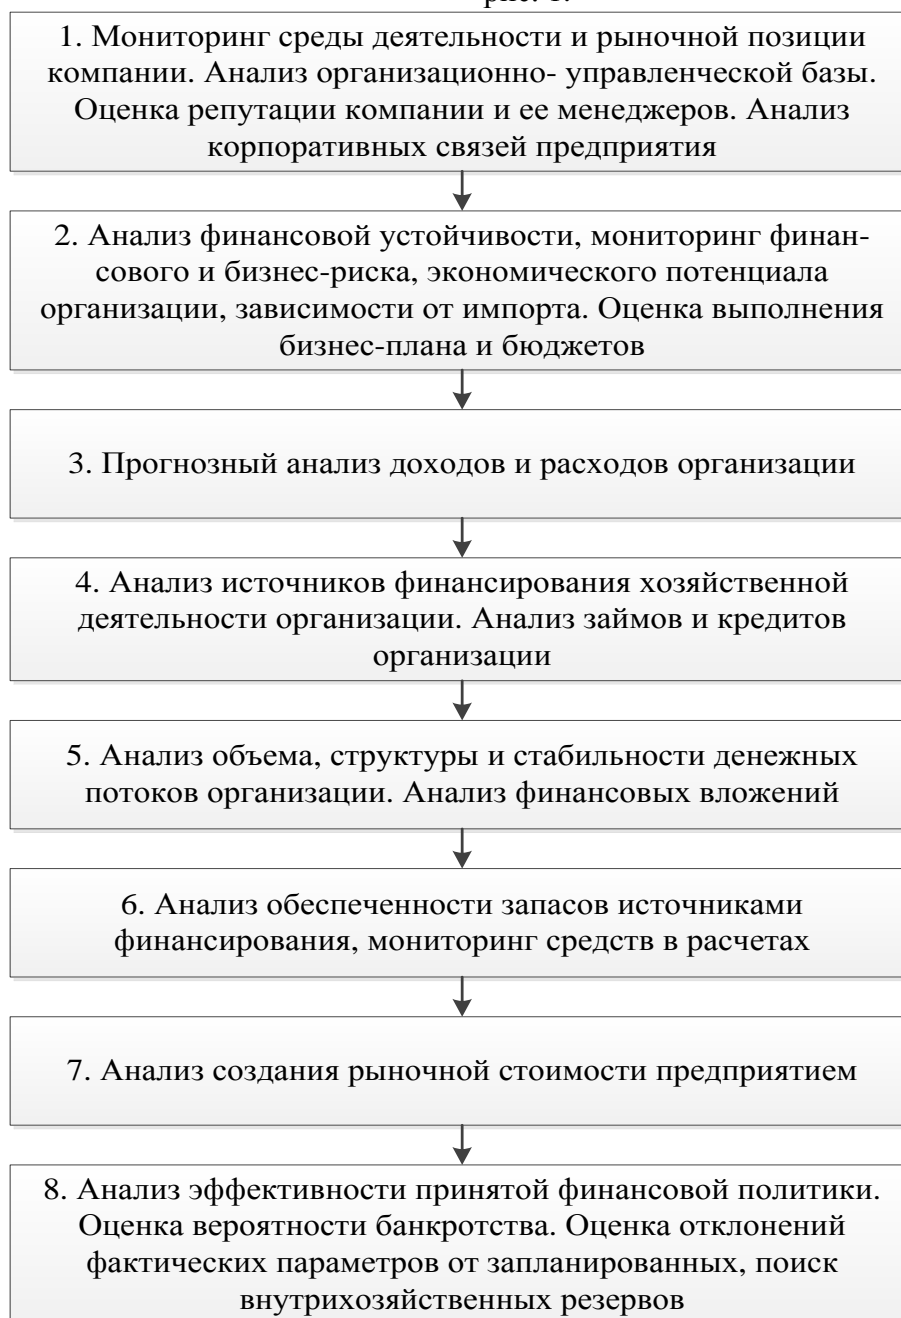 рис. 1.
1. Мониторинг среды деятельности и рыночной позиции
компании. Анализ организационно- управленческой базы.
Оценка репутации компании и ее менеджеров. Анализ
корпоративных связей предприятия
2. Анализ финансовой устойчивости, мониторинг финан-
сового и бизнес-риска, экономического потенциала
организации, зависимости от импорта. Оценка выполнения
бизнес-плана и бюджетов
3. Прогнозный анализ доходов и расходов организации
4. Анализ источников финансирования хозяйственной
деятельности организации. Анализ займов и кредитов
организации
5. Анализ объема, структуры и стабильности денежных
потоков организации. Анализ финансовых вложений
6. Анализ обеспеченности запасов источниками
финансирования, мониторинг средств в расчетах
7. Анализ создания рыночной стоимости предприятием
8. Анализ эффективности принятой финансовой политики.
Оценка вероятности банкротства. Оценка отклонений
фактических параметров от запланированных, поиск
внутрихозяйственных резервов